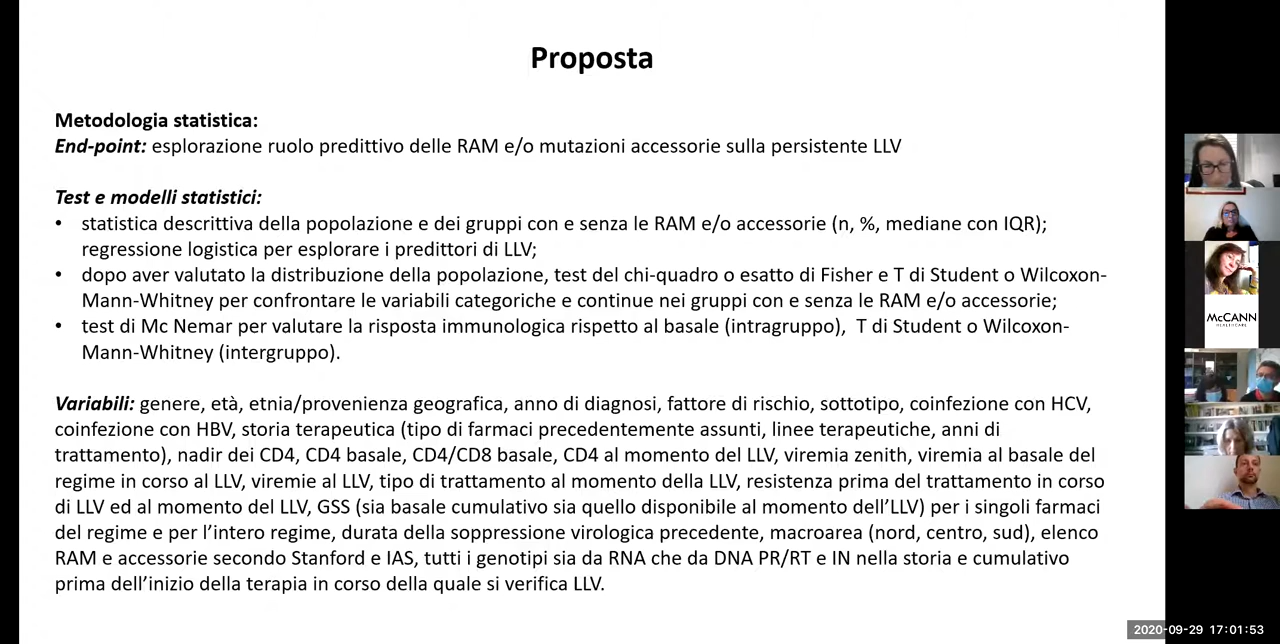 Proposta
Metodologia statistica:
End-point: esplorazione ruolo predittivo delle RAM e/o mutazioni accessorie sulla persistente LLV
Test e modelli statistici:
• statistica descrittiva della popolazione e dei gruppi con e senza le RAM e/o accessorie (n, %, mediane con IQR);
regressione logistica per esplorare i predittori di LLV;
• dopo aver valutato la distribuzione della popolazione, test del chi-quadro o esatto di Fisher e T di Student o Wilcoxon-
Mann-Whitney per confrontare le variabili categoriche e continue nei gruppi con e senza le RAM e/o accessorie;
• test di Mc Nemar per valutare la risposta immunologica rispetto al basale (intragruppo), T di Student o Wilcoxon-
Mann-Whitney (intergruppo).
Variabili: genere, età, etnia/provenienza geografica, anno di diagnosi, fattore di rischio, sottotipo, coinfezione con HCV,
coinfezione con HBV, storia terapeutica (tipo di farmaci precedentemente assunti, linee terapeutiche, anni di
trattamento), nadir dei CD4, CD4 basale, CD4/CD8 basale, CD4 al momento del LLV, viremia zenith, viremia al basale del
regime in corso al LLV, viremie al LLV, tipo di trattamento al momento della LLV, resistenza prima del trattamento in corso
di LLV ed al momento del LLV, GSS (sia basale cumulativo sia quello disponibile al momento dell'LLV) per i singoli farmaci
del regime e per l'intero regime, durata della soppressione virologica precedente, macroarea (nord, centro, sud), elenco
RAM e accessorie secondo Stanford e IAS, tutti i genotipi sia da RNA che da DNA PR/RT e IN nella storia e cumulativo
prima dell'inizio della terapia in corso della quale si verifica LLV.
McCANN
HEALTHCARE
2020-09-29 17:01:53